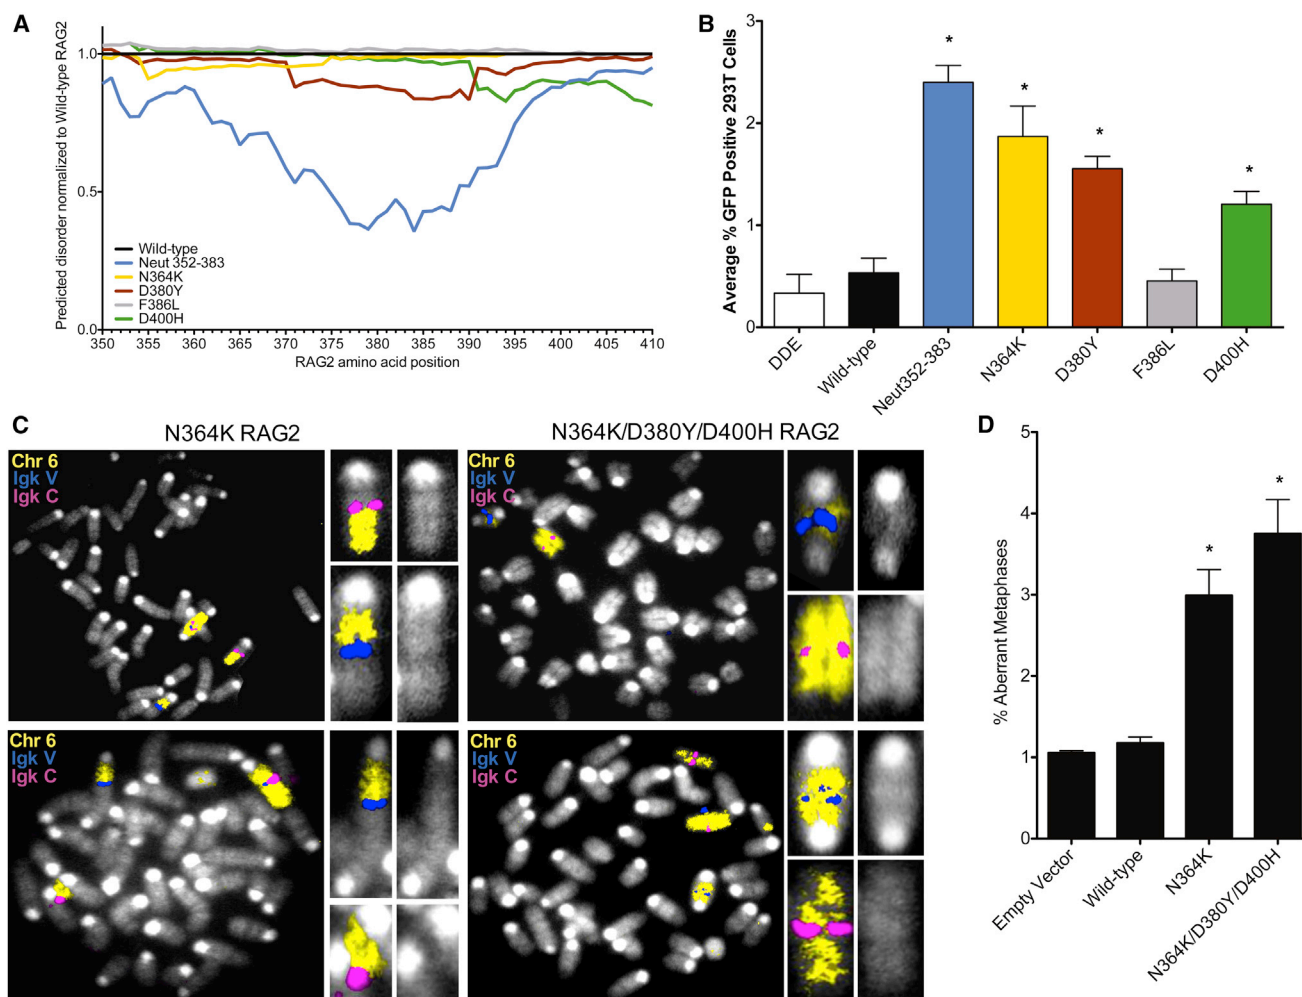 A
Predicted disorder normalized to Wild-type RAG2
1.0
0.5
0.0
Wild-type
Neut 352-383
N364K
D380Y
F386L
D400H
350 355 360 365 370 375 380 385 390 395 400 405 410
RAG2 amino acid position
B
Average % GFP Positive 293T Cells
3
2
1
0
* * * *
DDE
Wild-type
Neut352-383
N364K
D380Y
F386L
D400H
C
N364K RAG2
N364K/D380Y/D400H RAG2
Chr 6
Igk V
Igk C
Chr 6
Igk V
Igk C
Chr 6
Igk V
Igk C
Chr 6
Igk V
Igk C
D
% Aberrant Metaphases
5
4
3
2
1
0
* *
Empty Vector
Wild-type
N364K
N364K/D380Y/D400H